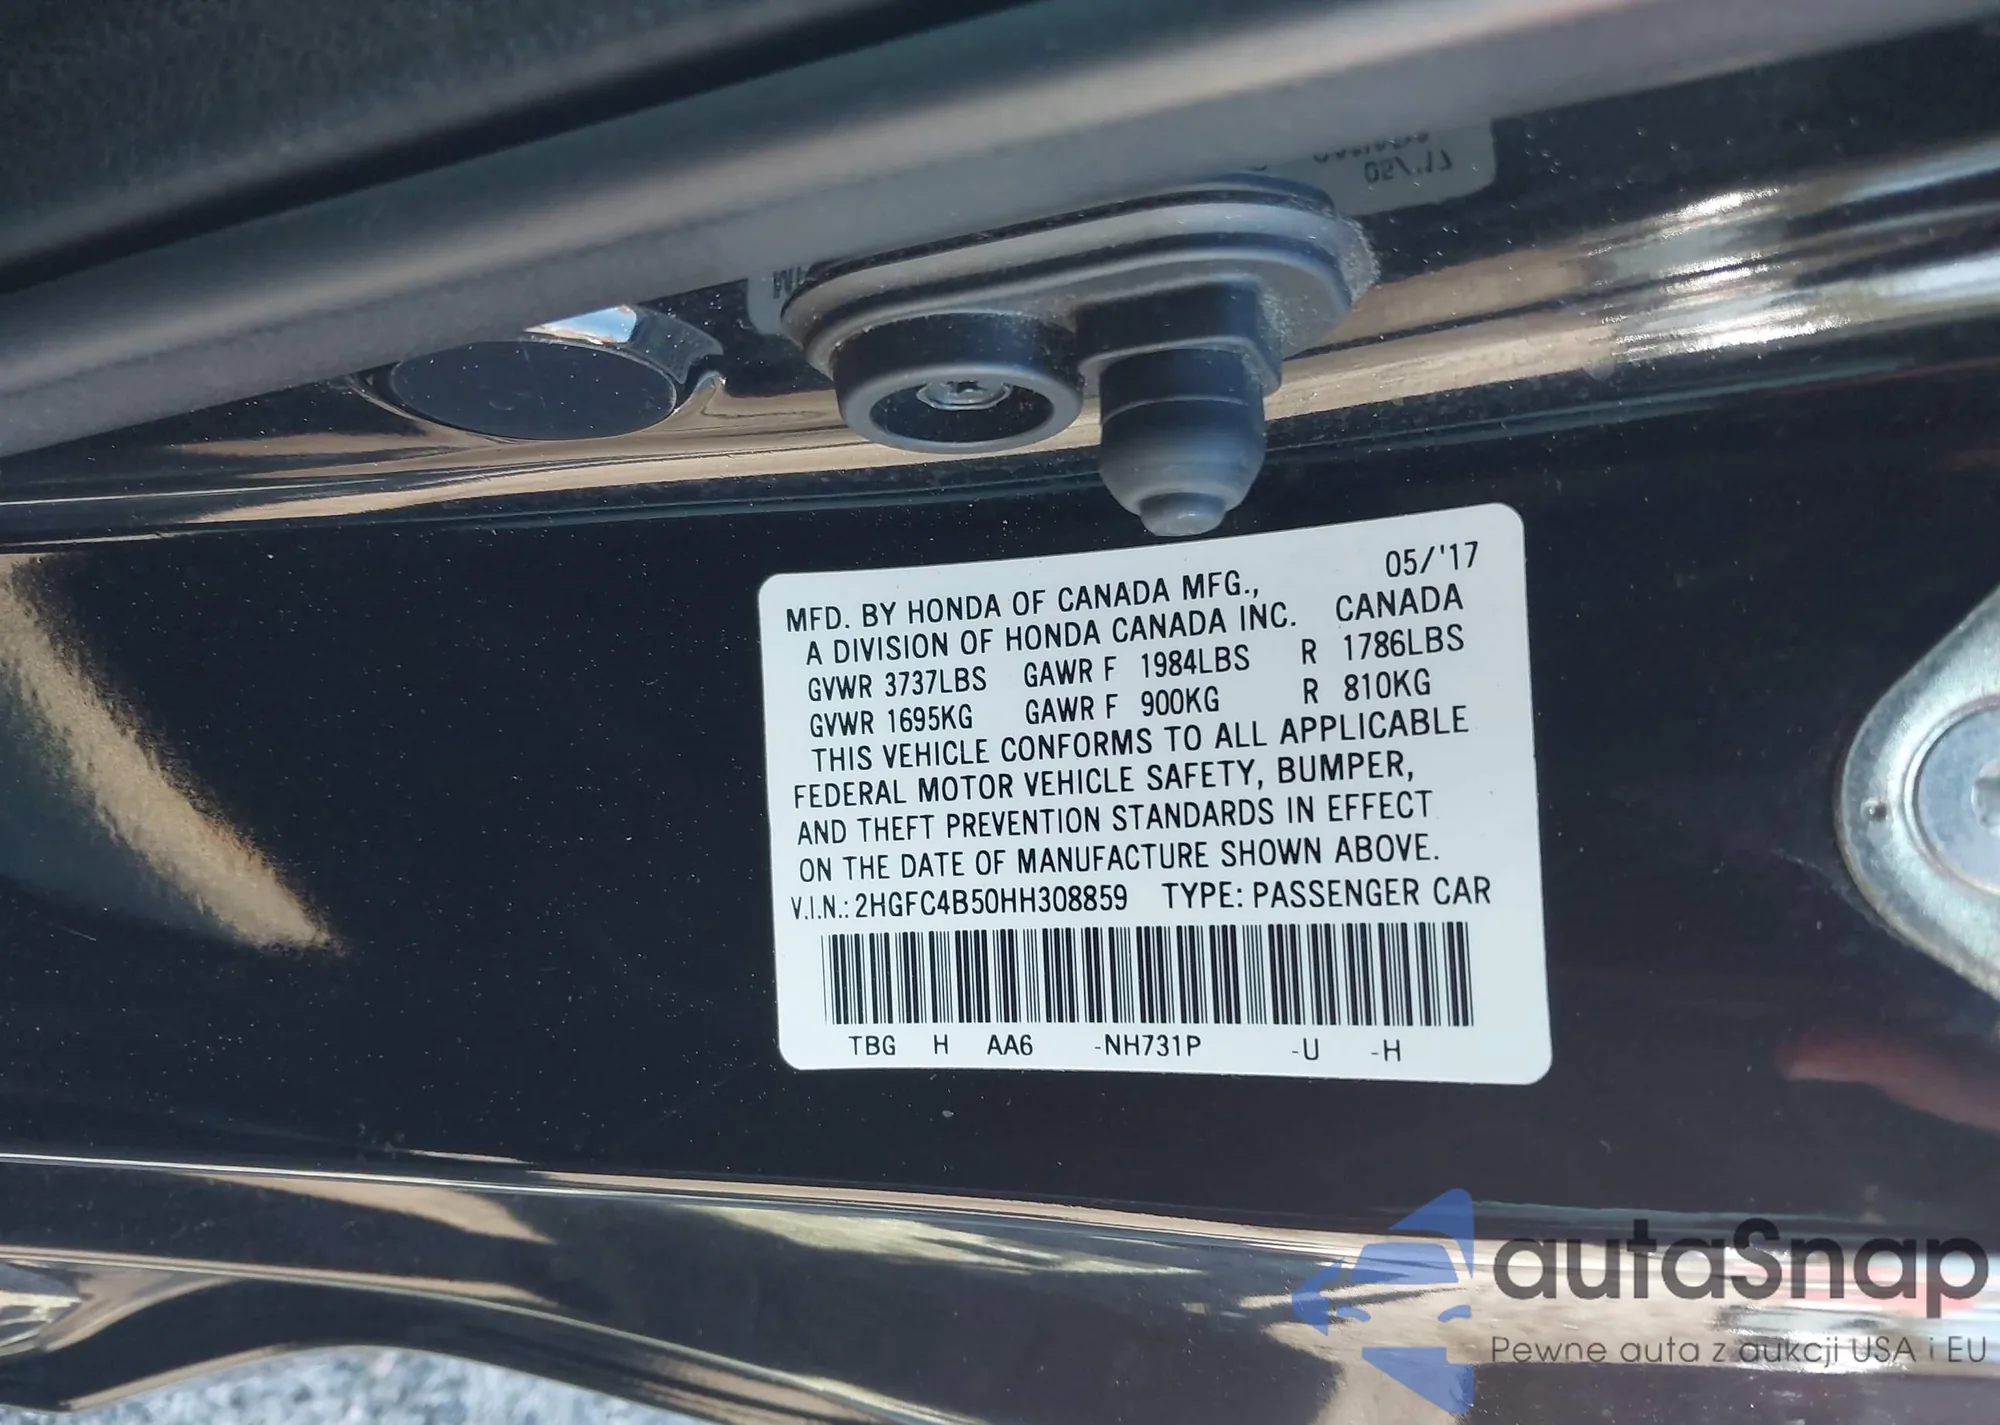 05/'17
MFD. BY HONDA OF CANADA MFG.,
A DIVISION OF HONDA CANADA INC. CANADA
GVWR 3737LBS GAWR F 1984LBS R 1786LBS
GVWR 1695KG GAWR F 900KG R 810KG
THIS VEHICLE CONFORMS TO ALL APPLICABLE
FEDERAL MOTOR VEHICLE SAFETY, BUMPER,
AND THEFT PREVENTION STANDARDS IN EFFECT
ON THE DATE OF MANUFACTURE SHOWN ABOVE.
V.I.N.: 2HGFC4B50HH308859 TYPE: PASSENGER CAR
TBG H AA6 -NH731P -U -H
autaSnap
Pewne auta z aukcji USA i EU